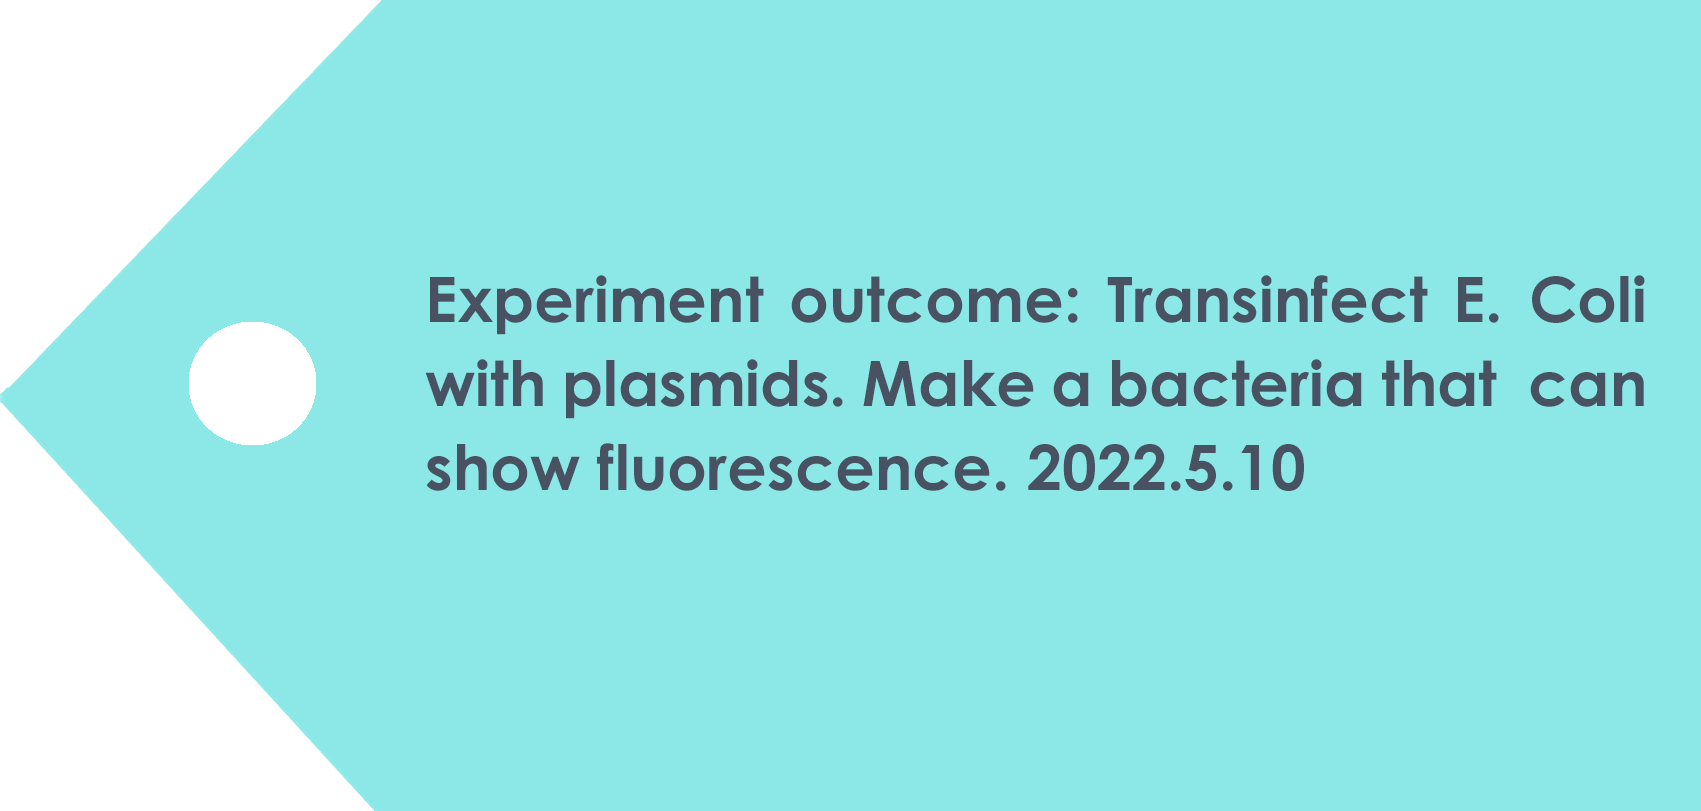 Experiment outcome: Transinfect E. Coli
with plasmids. Make a bacteria that can
show fluorescence. 2022.5.10